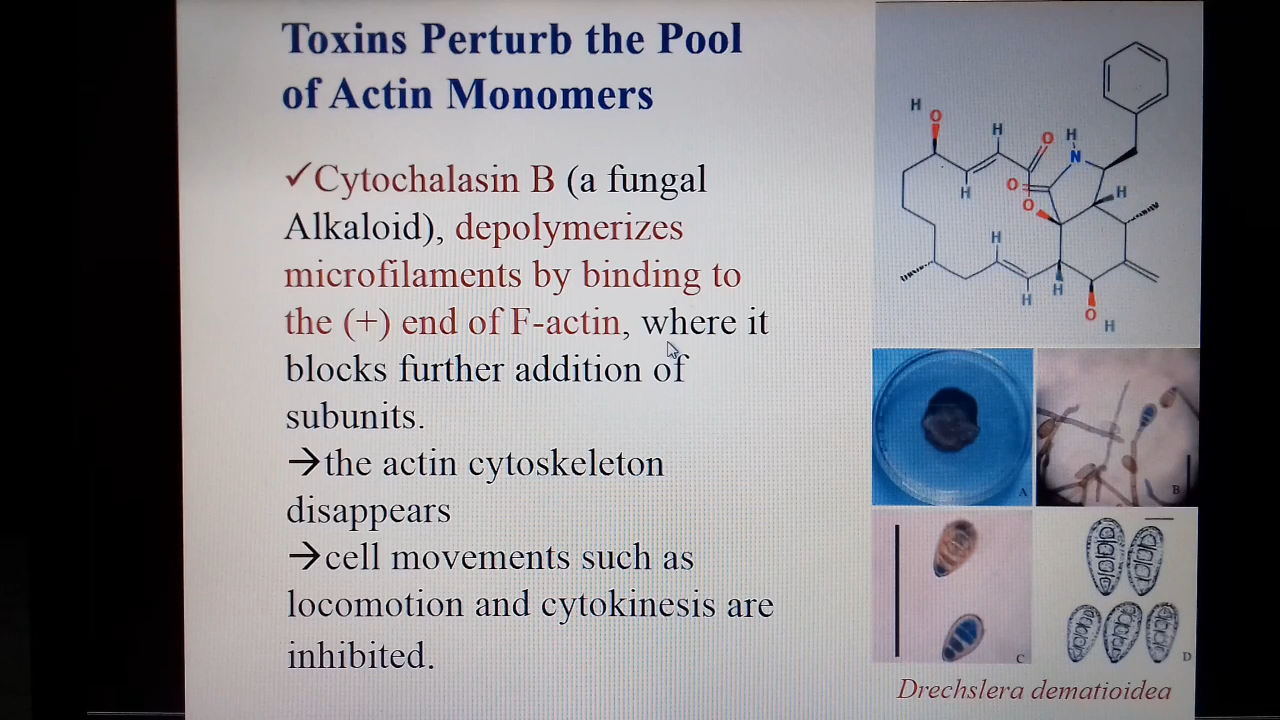 Toxins Perturb the Pool
of Actin Monomers
✓Cytochalasin B (a fungal
Alkaloid), depolymerizes
microfilaments by binding to
the (+) end of F-actin, where it
blocks further addition of
subunits.
→the actin cytoskeleton
disappears
→cell movements such as
locomotion and cytokinesis are
inhibited.
H
O
H
H
O
H
N
O
O
H
H
H
H
O
H
A
B
C
D
Drechslera dematioidea